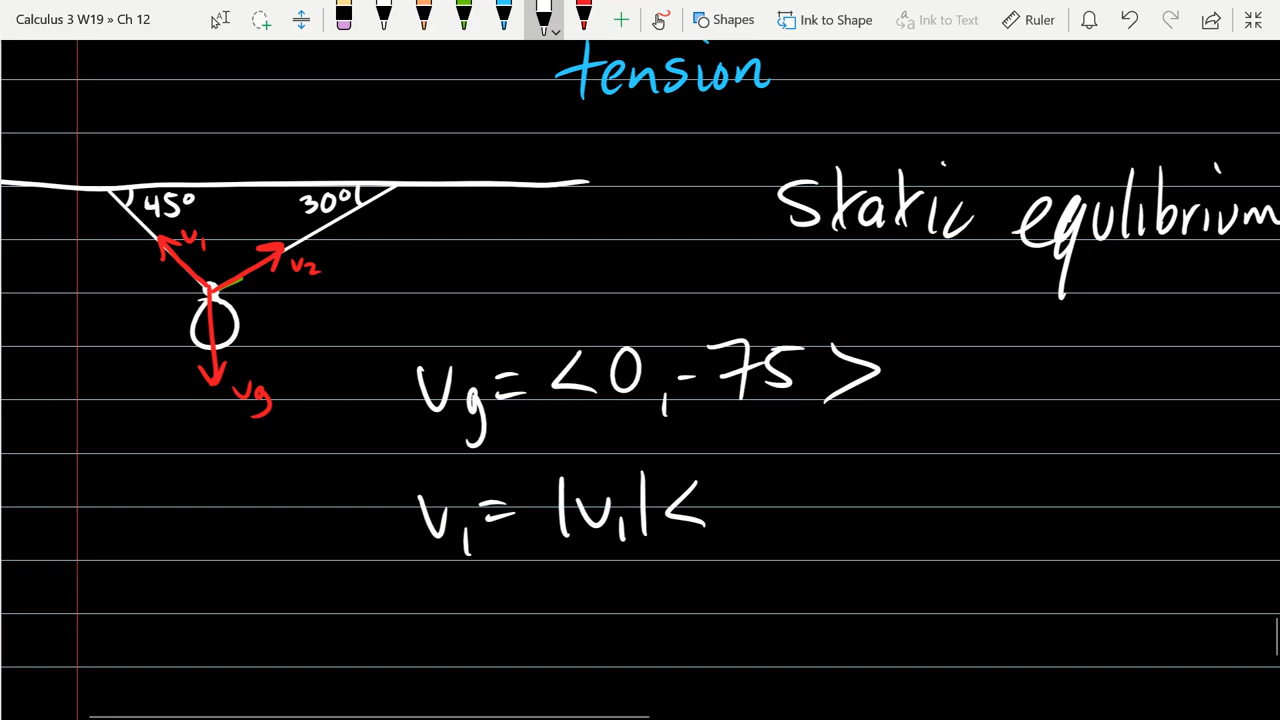 Calculus 3 W19 » Ch 12
Shapes
Ink to Shape
Ink to Text
Ruler
tension
45°
30°
static equlibrium
v₁
v₂
vg = <0, -75>
vg
v₁ = |v₁| <